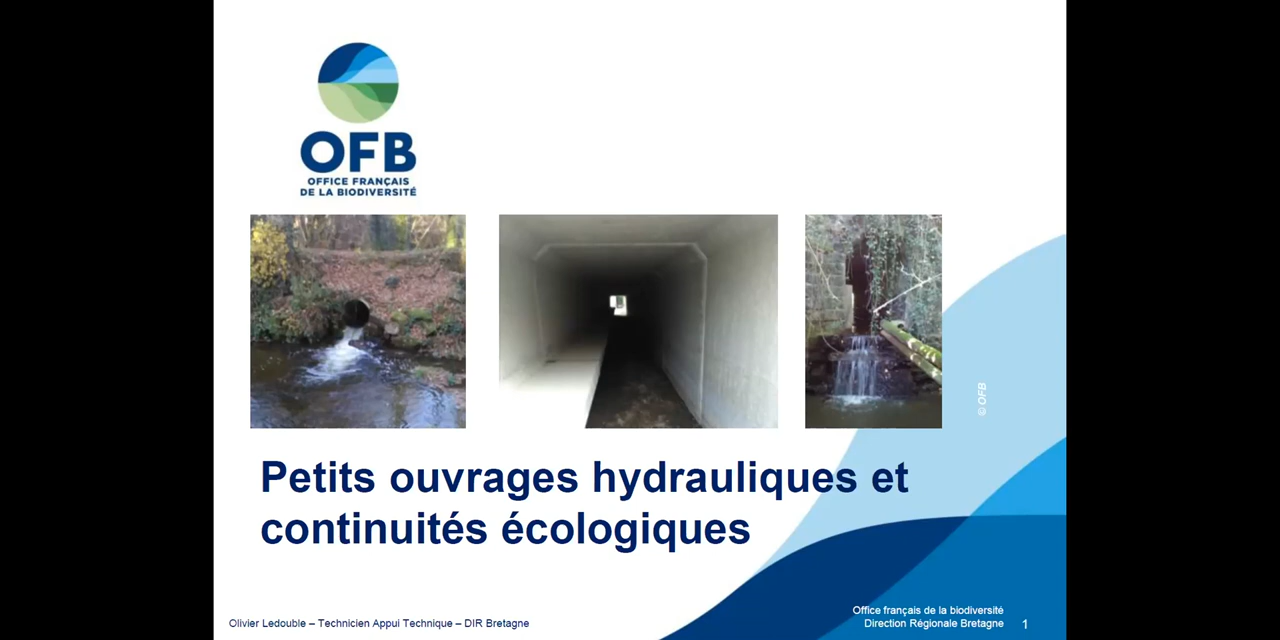 OFB
OFFICE FRANÇAIS
DE LA BIODIVERSITÉ
© OFB
Petits ouvrages hydrauliques et
continuités écologiques
Olivier Ledouble – Technicien Appui Technique – DIR Bretagne
Office français de la biodiversité
Direction Régionale Bretagne
1